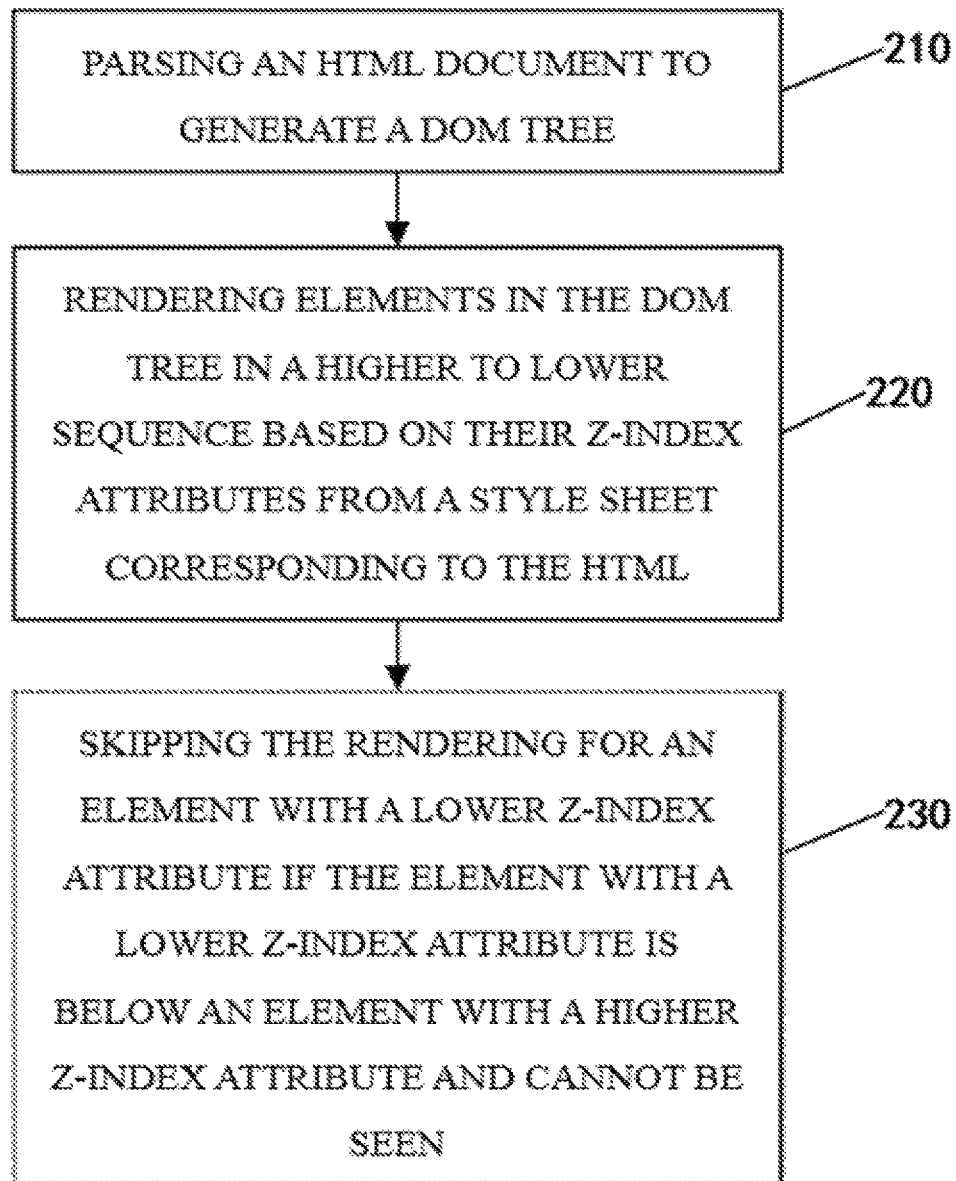 PARSING AN HTML DOCUMENT TO
GENERATE A DOM TREE
210
RENDERING ELEMENTS IN THE DOM
TREE IN A HIGHER TO LOWER
SEQUENCE BASED ON THEIR Z-INDEX
ATTRIBUTES FROM A STYLE SHEET
CORRESPONDING TO THE HTML
220
SKIPPING THE RENDERING FOR AN
ELEMENT WITH A LOWER Z-INDEX
ATTRIBUTE IF THE ELEMENT WITH A
LOWER Z-INDEX ATTRIBUTE IS
BELOW AN ELEMENT WITH A HIGHER
Z-INDEX ATTRIBUTE AND CANNOT BE
SEEN
230